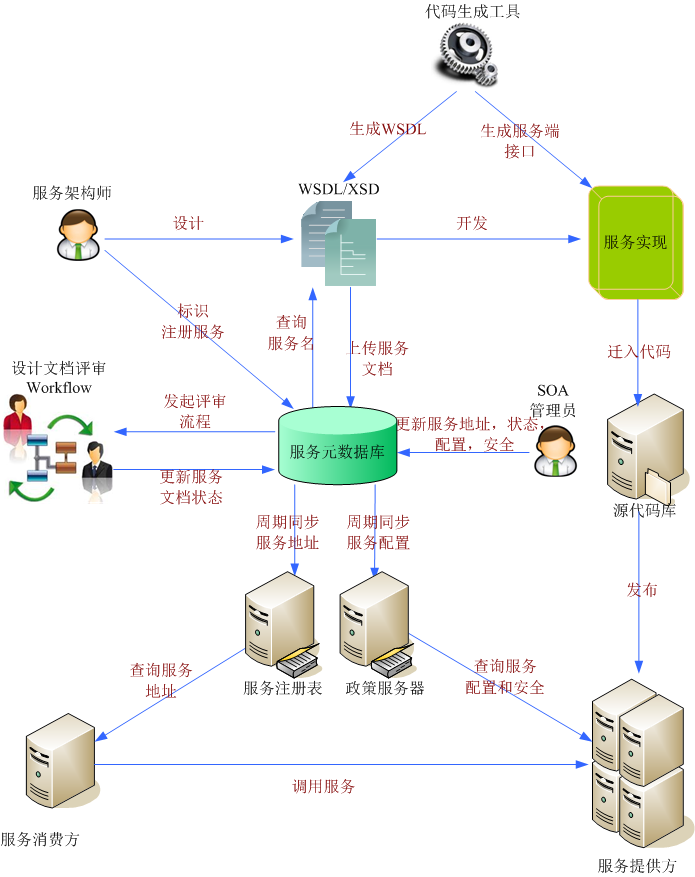 代码生成工具
生成WSDL
生成服务端
接口
服务架构师
WSDL/XSD
设计
开发
服务实现
标识
注册服务
查询
服务名
上传服务
文档
迁入代码
设计文档评审
Workflow
发起评审
流程
SOA
管理员
更新服务地址，状态，
配置，安全
服务元数据库
更新服务
文档状态
源代码库
周期同步
服务地址
周期同步
服务配置
发布
查询服务
地址
服务注册表
政策服务器
查询服务
配置和安全
调用服务
服务消费方
服务提供方